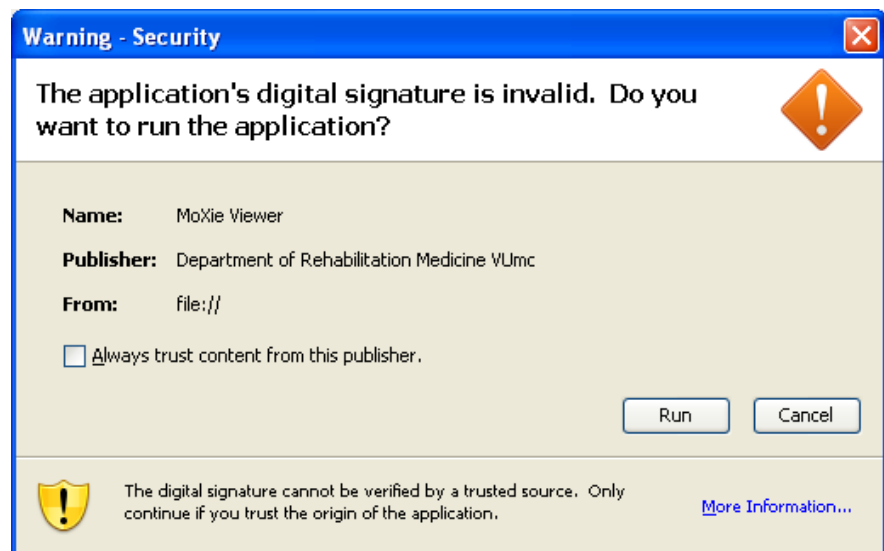 Warning - Security
The application's digital signature is invalid. Do you
want to run the application?
Name: MoXie Viewer
Publisher: Department of Rehabilitation Medicine VUmc
From: file://
Always trust content from this publisher.
Run Cancel
The digital signature cannot be verified by a trusted source. Only
continue if you trust the origin of the application.
More Information...